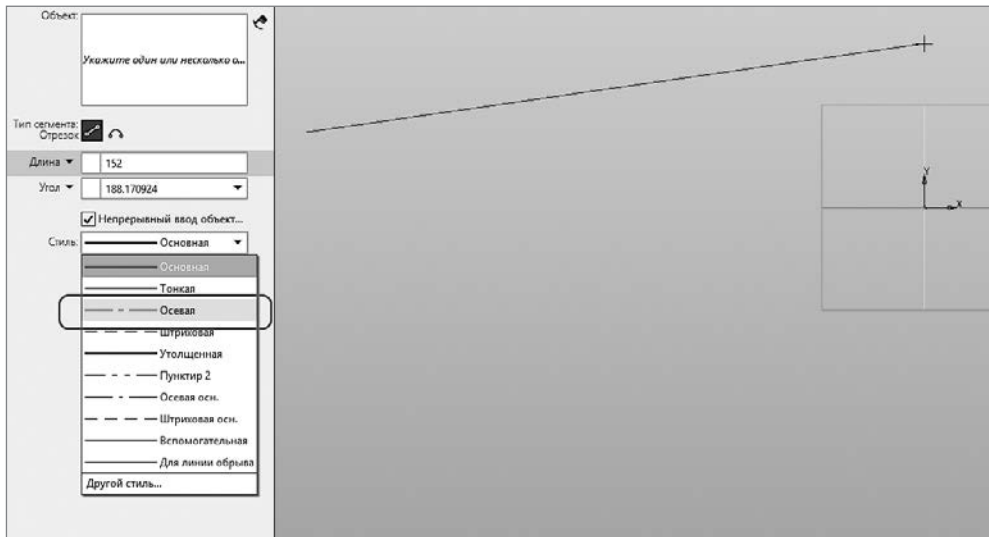 Объект:
Укажите один или несколько о...
Тип сегмента:
Отрезок
Длина
152
Угол
188.170924
Непрерывный ввод объект...
Стиль:
Основная
Основная
Тонкая
Осевая
Штриховая
Утолщенная
Пунктир 2
Осевая осн.
Штриховая осн.
Вспомогательная
Для линии обрыва
Другой стиль...
Y
X